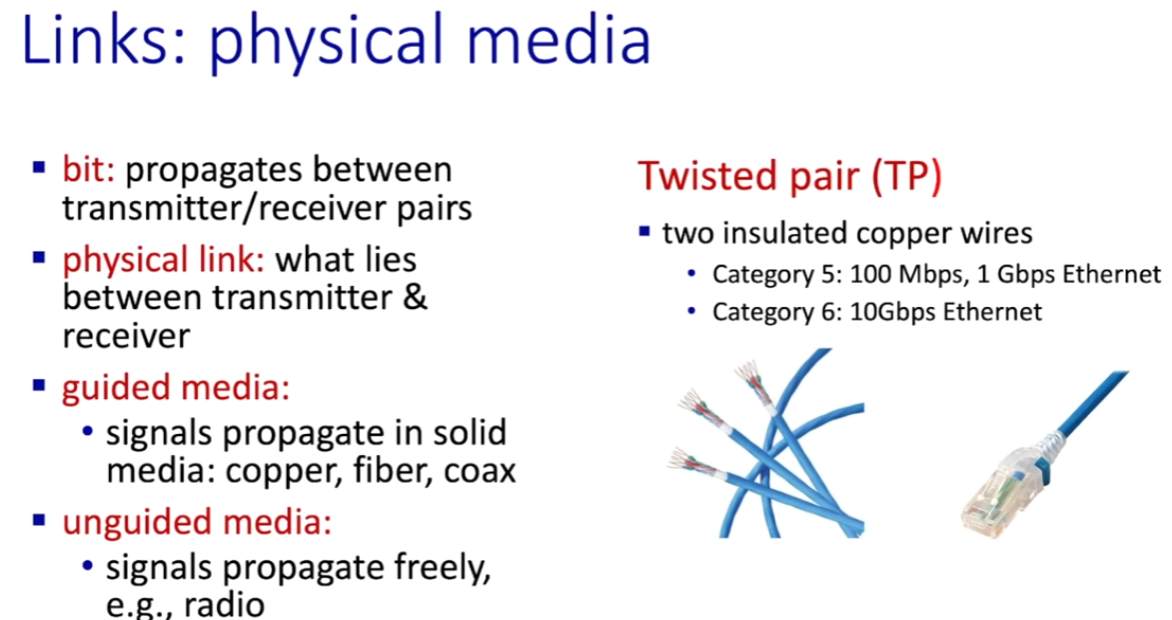 Links: physical media
▪ bit: propagates between
transmitter/receiver pairs
▪ physical link: what lies
between transmitter &
receiver
▪ guided media:
• signals propagate in solid
media: copper, fiber, coax
▪ unguided media:
• signals propagate freely,
e.g., radio
Twisted pair (TP)
▪ two insulated copper wires
• Category 5: 100 Mbps, 1 Gbps Ethernet
• Category 6: 10Gbps Ethernet